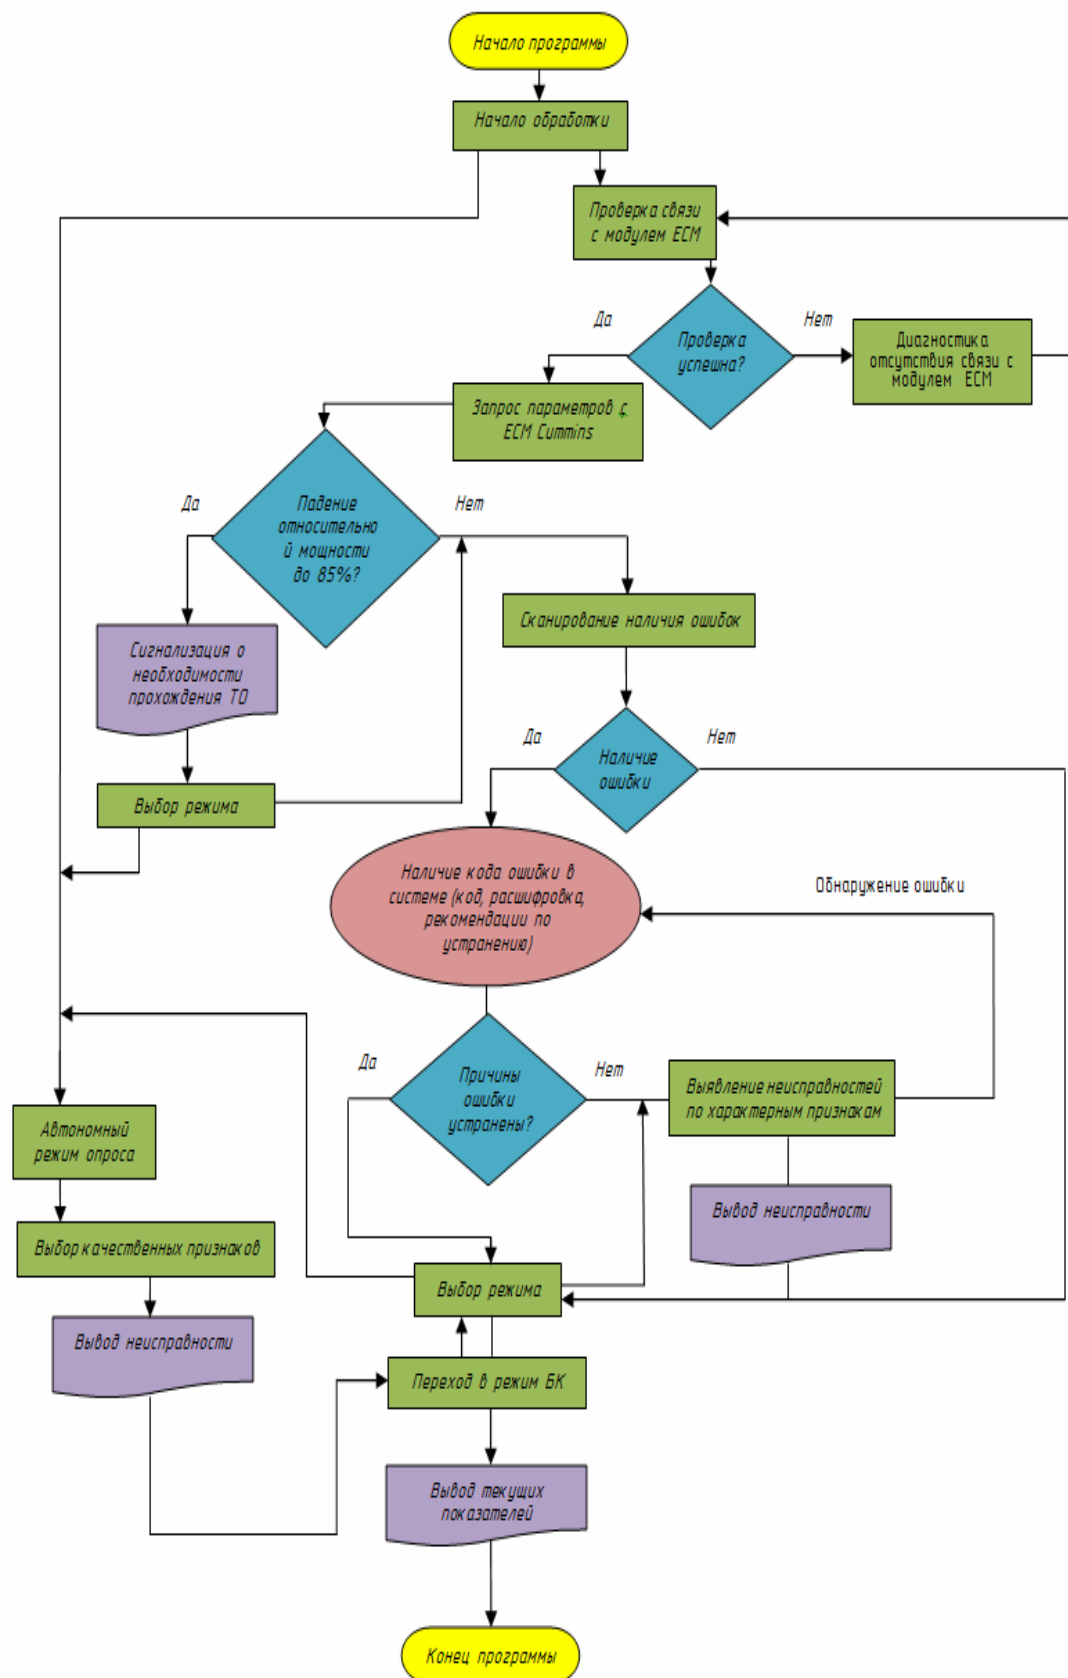 Начало программы
Начало обработки
Проверка связи
с модулем ECM
Да
Нет
Проверка
успешна?
Диагностика
отсутствия связи с
модулем ECM
Запрос параметров с
ECM Cummins
Да
Нет
Падение
относительно
й мощности
до 85%?
Сканирование наличия ошибок
Сигнализация о
необходимости
прохождения ТО
Да
Нет
Наличие
ошибки
Выбор режима
Наличие кода ошибки в
системе (код, расшифровка,
рекомендации по
устранению)
Обнаружение ошибки
Да
Нет
Причины
ошибки
устранены?
Выявление неисправностей
по характерным признакам
Автономный
режим опроса
Вывод неисправности
Выбор качественных признаков
Выбор режима
Вывод неисправности
Переход в режим БК
Вывод текущих
показателей
Конец программы